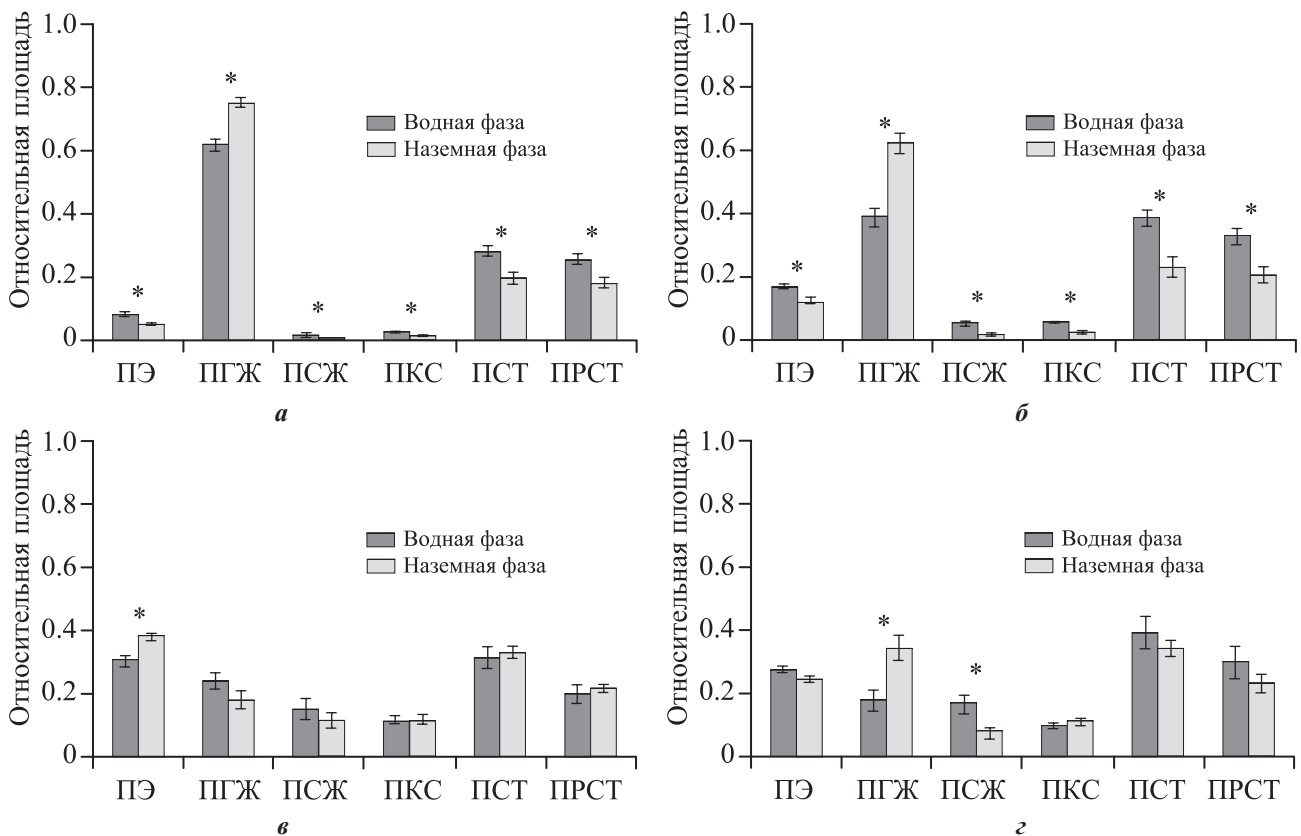 Относительная площадь
1.0
0.8
0.6
0.4
0.2
0
* * * * * *
Водная фаза
Наземная фаза
ПЭ ПГЖ ПСЖ ПКС ПСТ ПРСТ
а
Относительная площадь
1.0
0.8
0.6
0.4
0.2
0
* * * * * *
Водная фаза
Наземная фаза
ПЭ ПГЖ ПСЖ ПКС ПСТ ПРСТ
б
Относительная площадь
1.0
0.8
0.6
0.4
0.2
0
*
Водная фаза
Наземная фаза
ПЭ ПГЖ ПСЖ ПКС ПСТ ПРСТ
в
Относительная площадь
1.0
0.8
0.6
0.4
0.2
0
* *
Водная фаза
Наземная фаза
ПЭ ПГЖ ПСЖ ПКС ПСТ ПРСТ
г